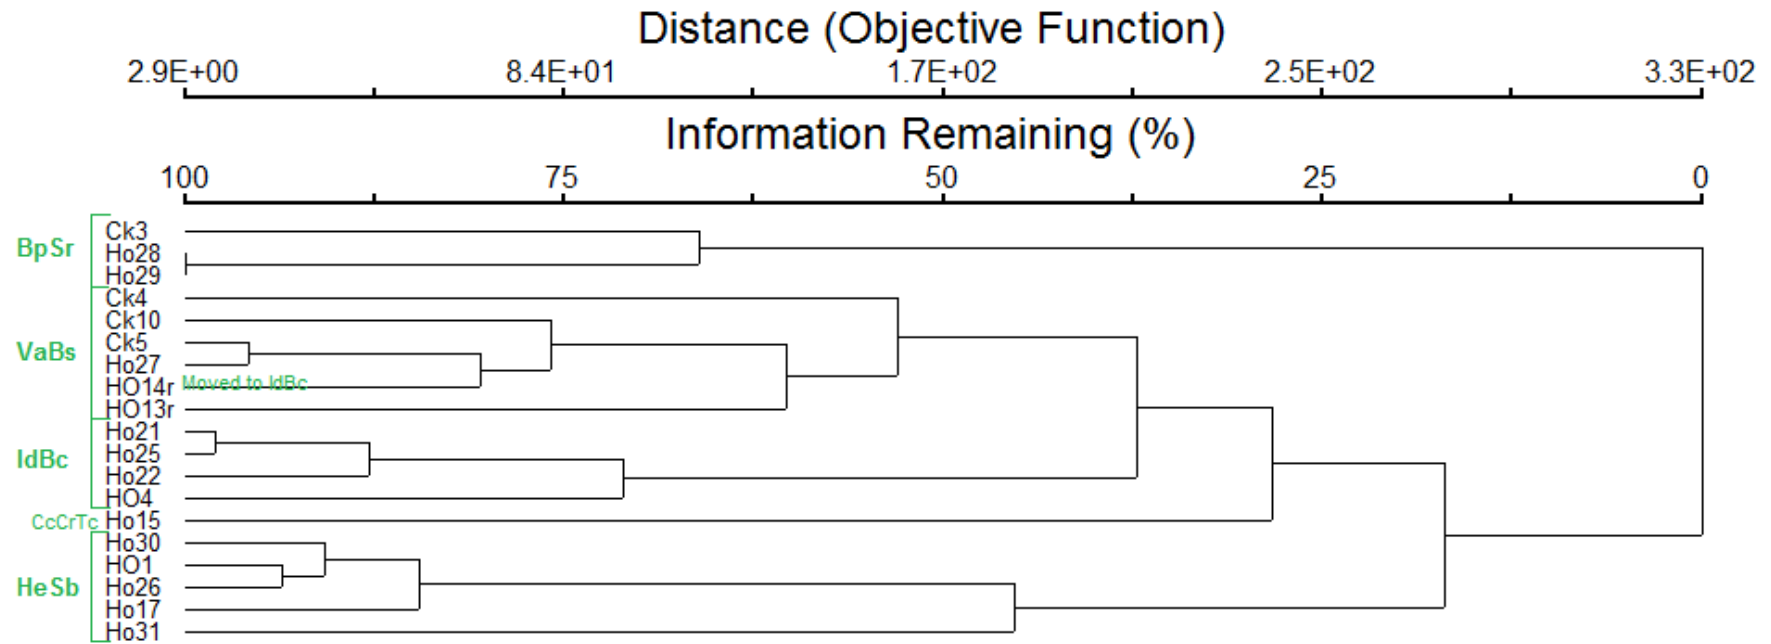 Distance (Objective Function)
2.9E+00 8.4E+01 1.7E+02 2.5E+02 3.3E+02
Information Remaining (%)
100 75 50 25 0
BpSr
Ck3
Ho28
Ho29
VaBs
Ck4
Ck10
Ck5
Ho27
HO14r Moved to IdBc
HO13r
IdBc
Ho21
Ho25
Ho22
HO4
CcCrTc Ho15
HeSb
Ho30
HO1
Ho26
Ho17
Ho31